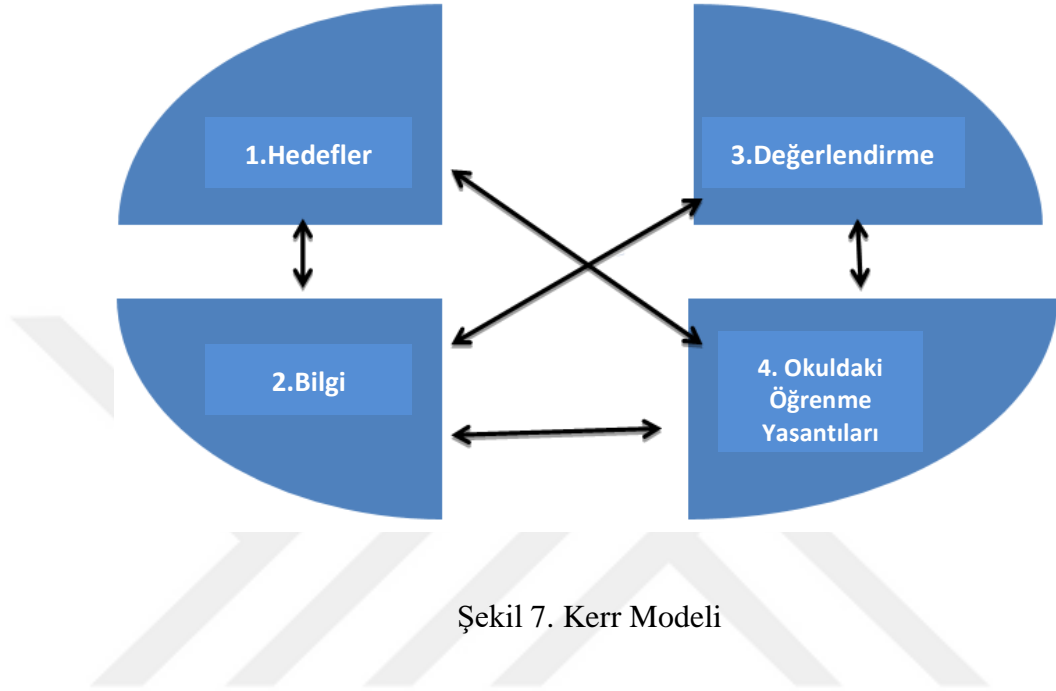 1.Hedefler
3.Değerlendirme
2.Bilgi
4. Okuldaki
Öğrenme
Yasantıları
Şekil 7. Kerr Modeli